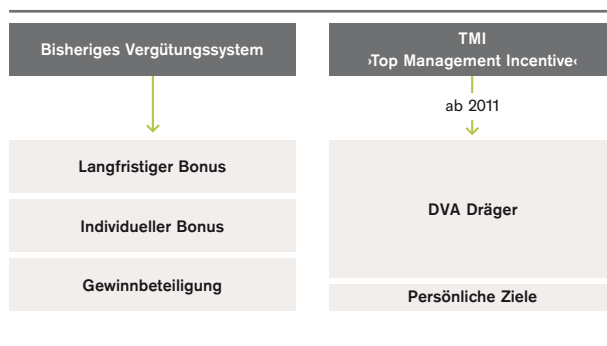 Bisheriges Vergütungssystem
Langfristiger Bonus
Individueller Bonus
Gewinnbeteiligung
TMI
›Top Management Incentive‹
ab 2011
DVA Dräger
Persönliche Ziele